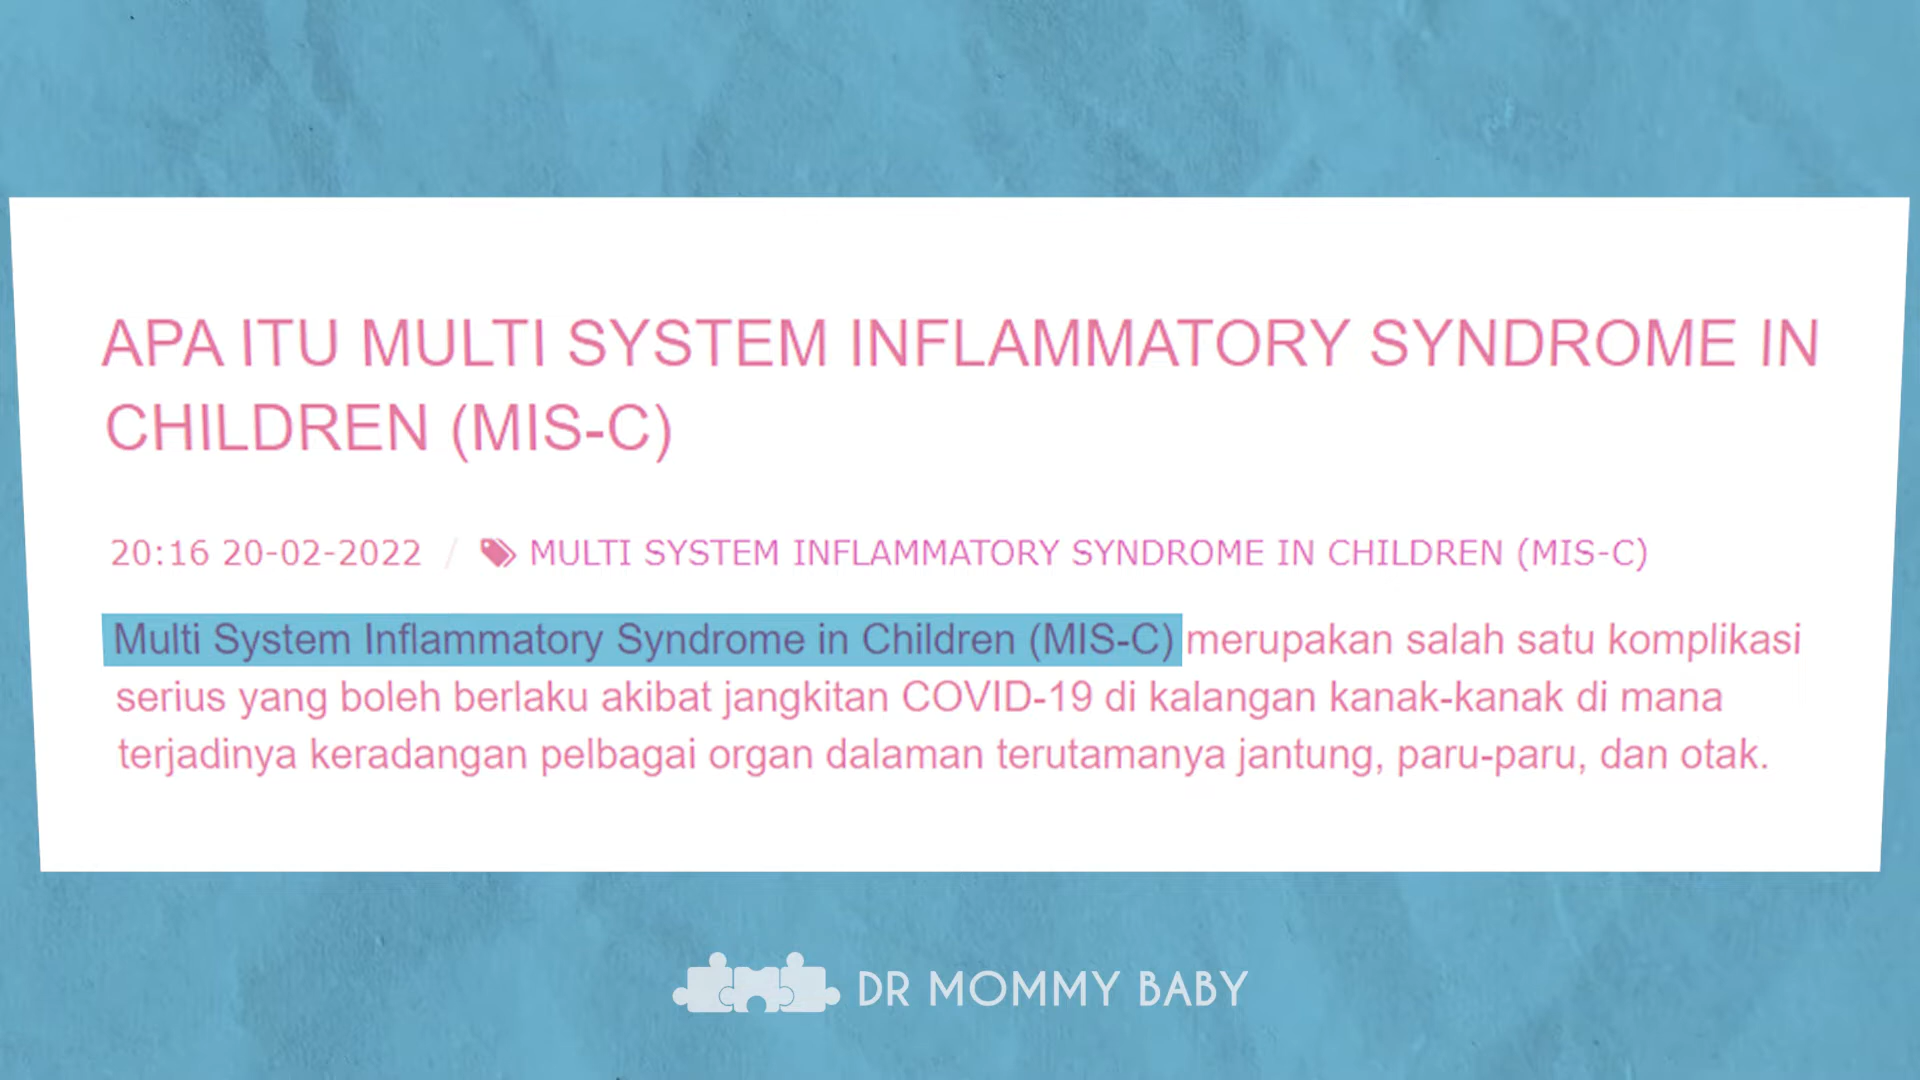 APA ITU MULTI SYSTEM INFLAMMATORY SYNDROME IN
CHILDREN (MIS-C)
20:16 20-02-2022 / MULTI SYSTEM INFLAMMATORY SYNDROME IN CHILDREN (MIS-C)
Multi System Inflammatory Syndrome in Children (MIS-C) merupakan salah satu komplikasi
serius yang boleh berlaku akibat jangkitan COVID-19 di kalangan kanak-kanak di mana
terjadinya keradangan pelbagai organ dalaman terutamanya jantung, paru-paru, dan otak.
DR MOMMY BABY